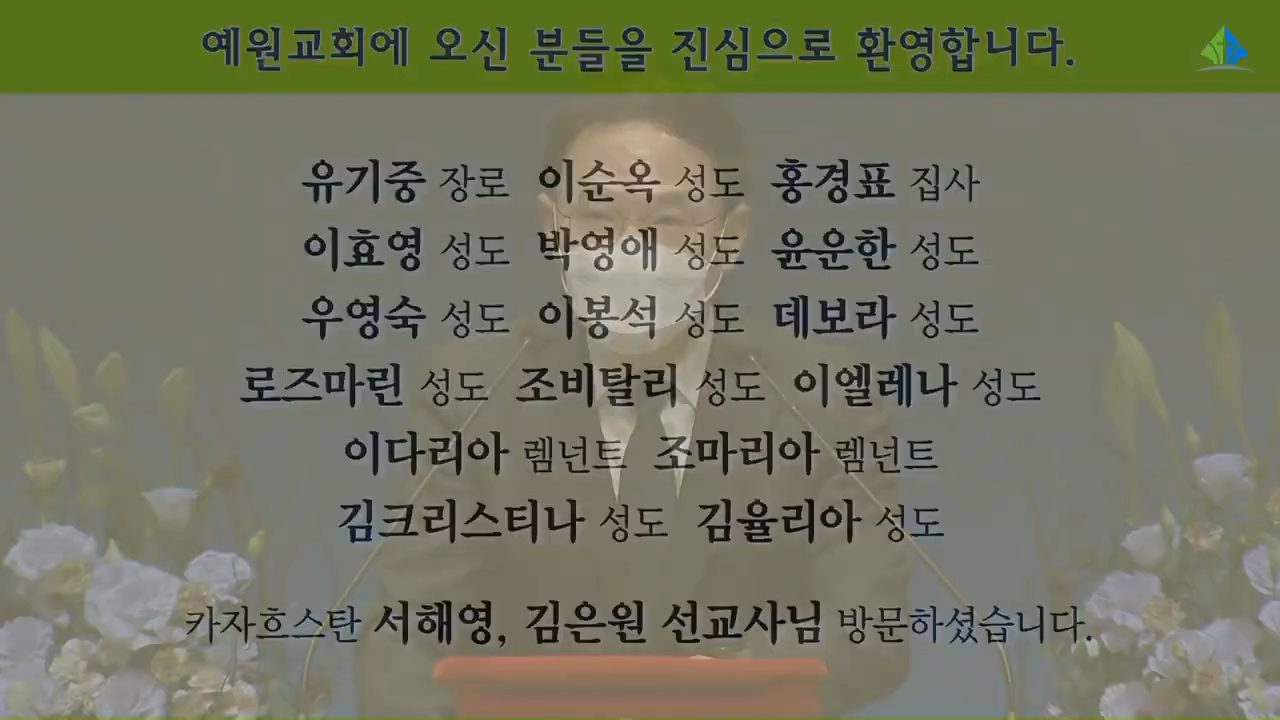 예원교회에 오신 분들을 진심으로 환영합니다.
유기중 장로 이순옥 성도 홍경표 집사
이효영 성도 박영애 성도 윤운한 성도
우영숙 성도 이봉석 성도 데보라 성도
로즈마린 성도 조비탈리 성도 이엘레나 성도
이다리아 렘넌트 조마리아 렘넌트
김크리스티나 성도 김율리아 성도
카자흐스탄 서해영, 김은원 선교사님 방문하셨습니다.